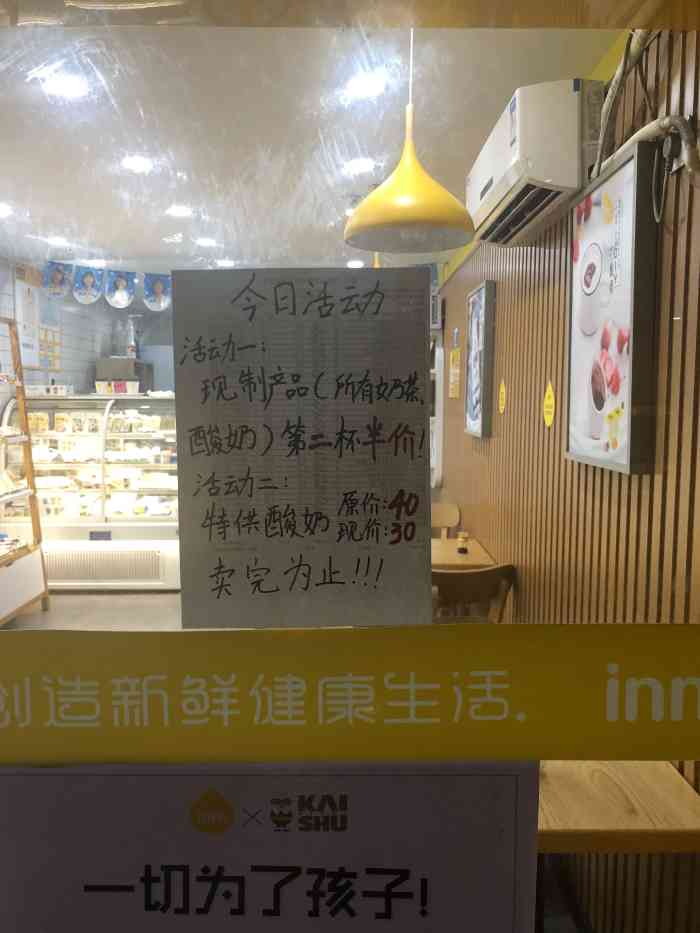 今日活动
活动一:
现制产品(所有奶茶、
酸奶)第二杯半价!
活动二:
特供酸奶 原价:40
现价:30
卖完为止!!!
创造新鲜健康生活.
inn
× KAI
SHU
一切为了孩子!